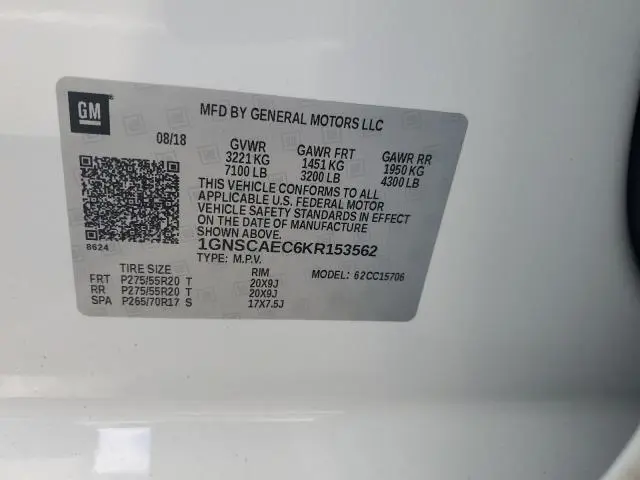 GM
MFD BY GENERAL MOTORS LLC
08/18 GVWR GAWR FRT GAWR RR
3221 KG 1451 KG 1950 KG
7100 LB 3200 LB 4300 LB
THIS VEHICLE CONFORMS TO ALL
APPLICABLE U.S. FEDERAL MOTOR
VEHICLE SAFETY STANDARDS IN EFFECT
ON THE DATE OF MANUFACTURE
SHOWN ABOVE.
8624 1GNSCAEC6KR153562
TYPE: M.P.V. MODEL: 62CC15706
TIRE SIZE RIM
FRT P275/55R20 T 20X9J
RR P275/55R20 T 20X9J
SPA P265/70R17 S 17X7.5J